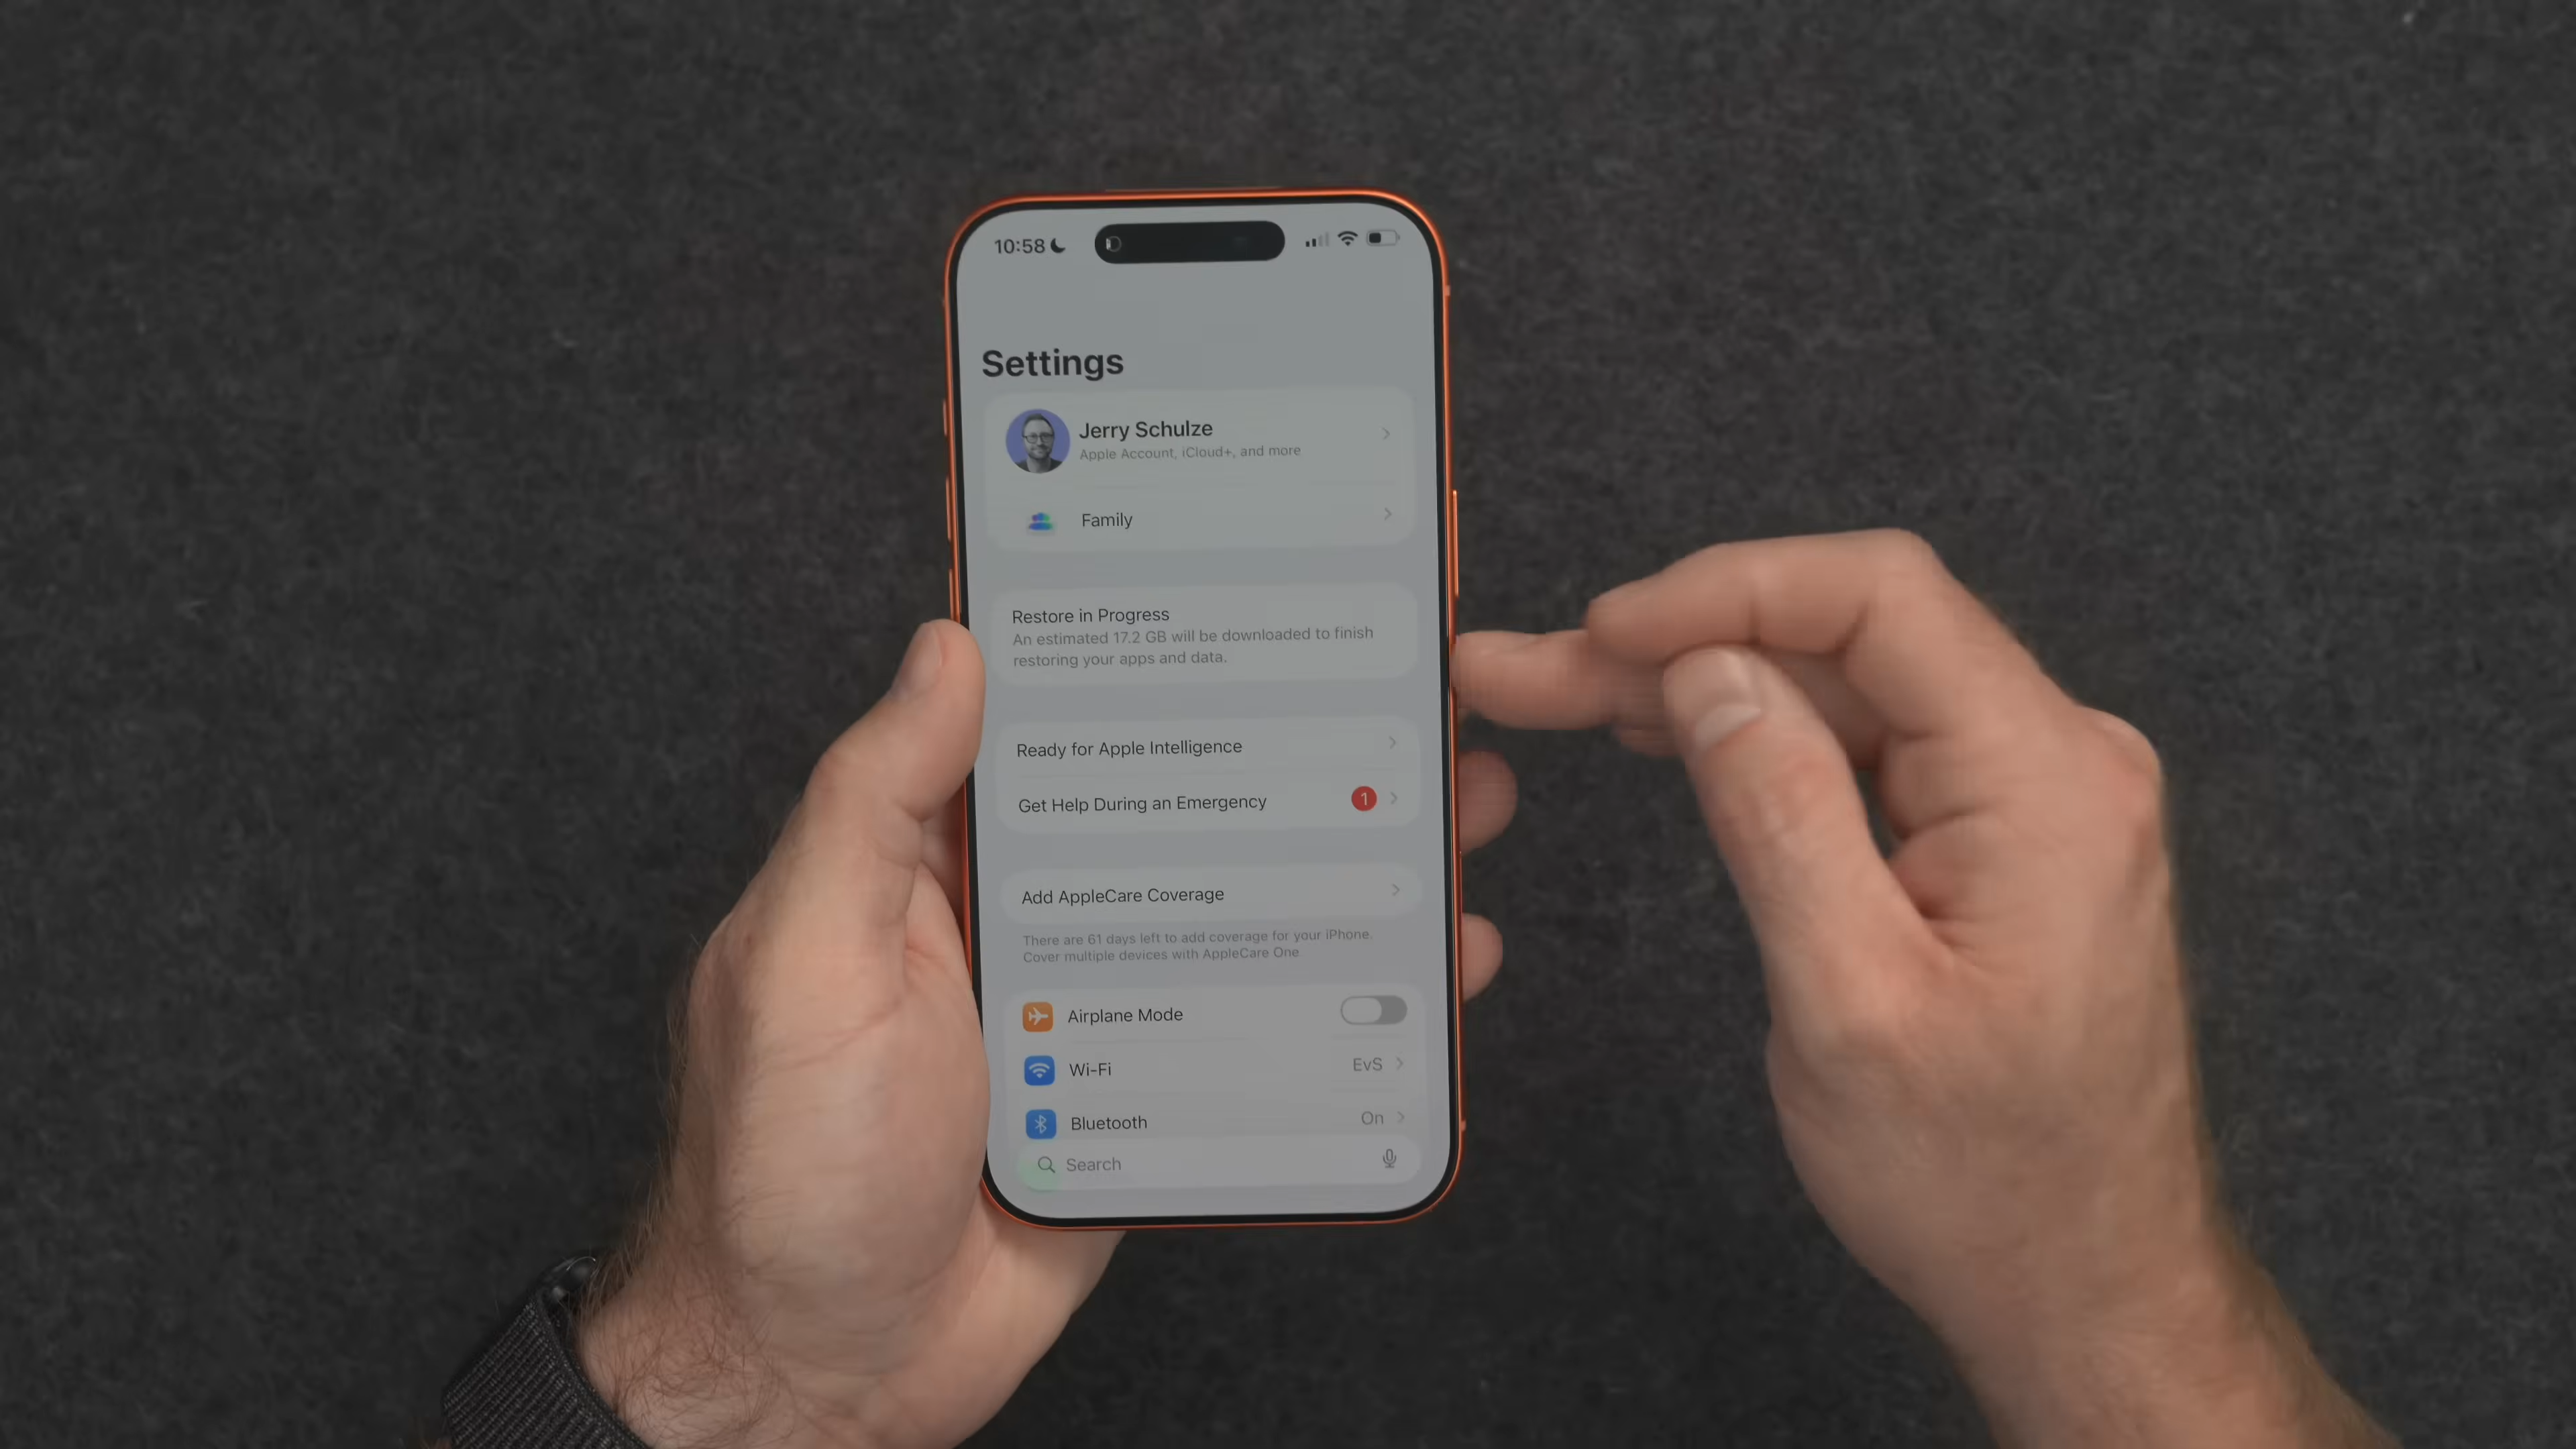 10:58
Settings
Jerry Schulze
Apple Account, iCloud+, and more
Family
Restore in Progress
An estimated 17.2 GB will be downloaded to finish
restoring your apps and data.
Ready for Apple Intelligence
Get Help During an Emergency 1
Add AppleCare Coverage
There are 61 days left to add coverage for your iPhone.
Cover multiple devices with AppleCare One
Airplane Mode
Wi-Fi EvS
Bluetooth On
Search